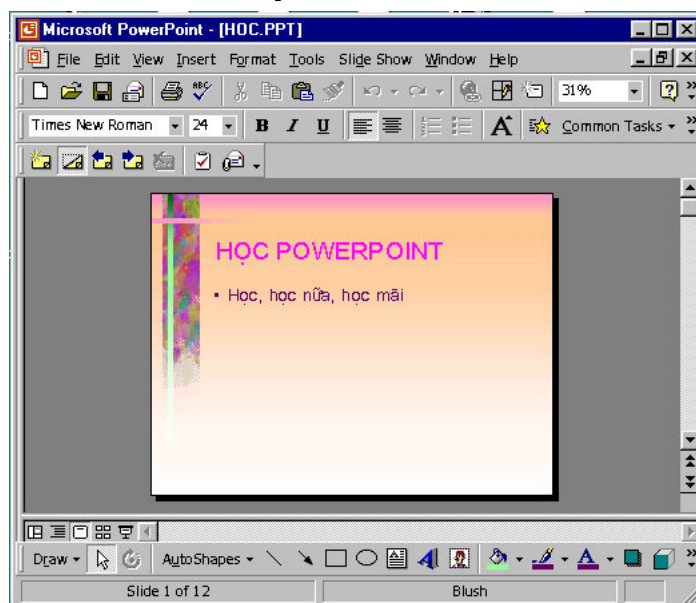 Microsoft PowerPoint - [HOC.PPT]
File Edit View Insert Format Tools Slide Show Window Help
ABC 31%
Times New Roman 24 B I U A Common Tasks
HỌC POWERPOINT
▪ Học, học nữa, học mãi
Draw AutoShapes A A
Slide 1 of 12 Blush